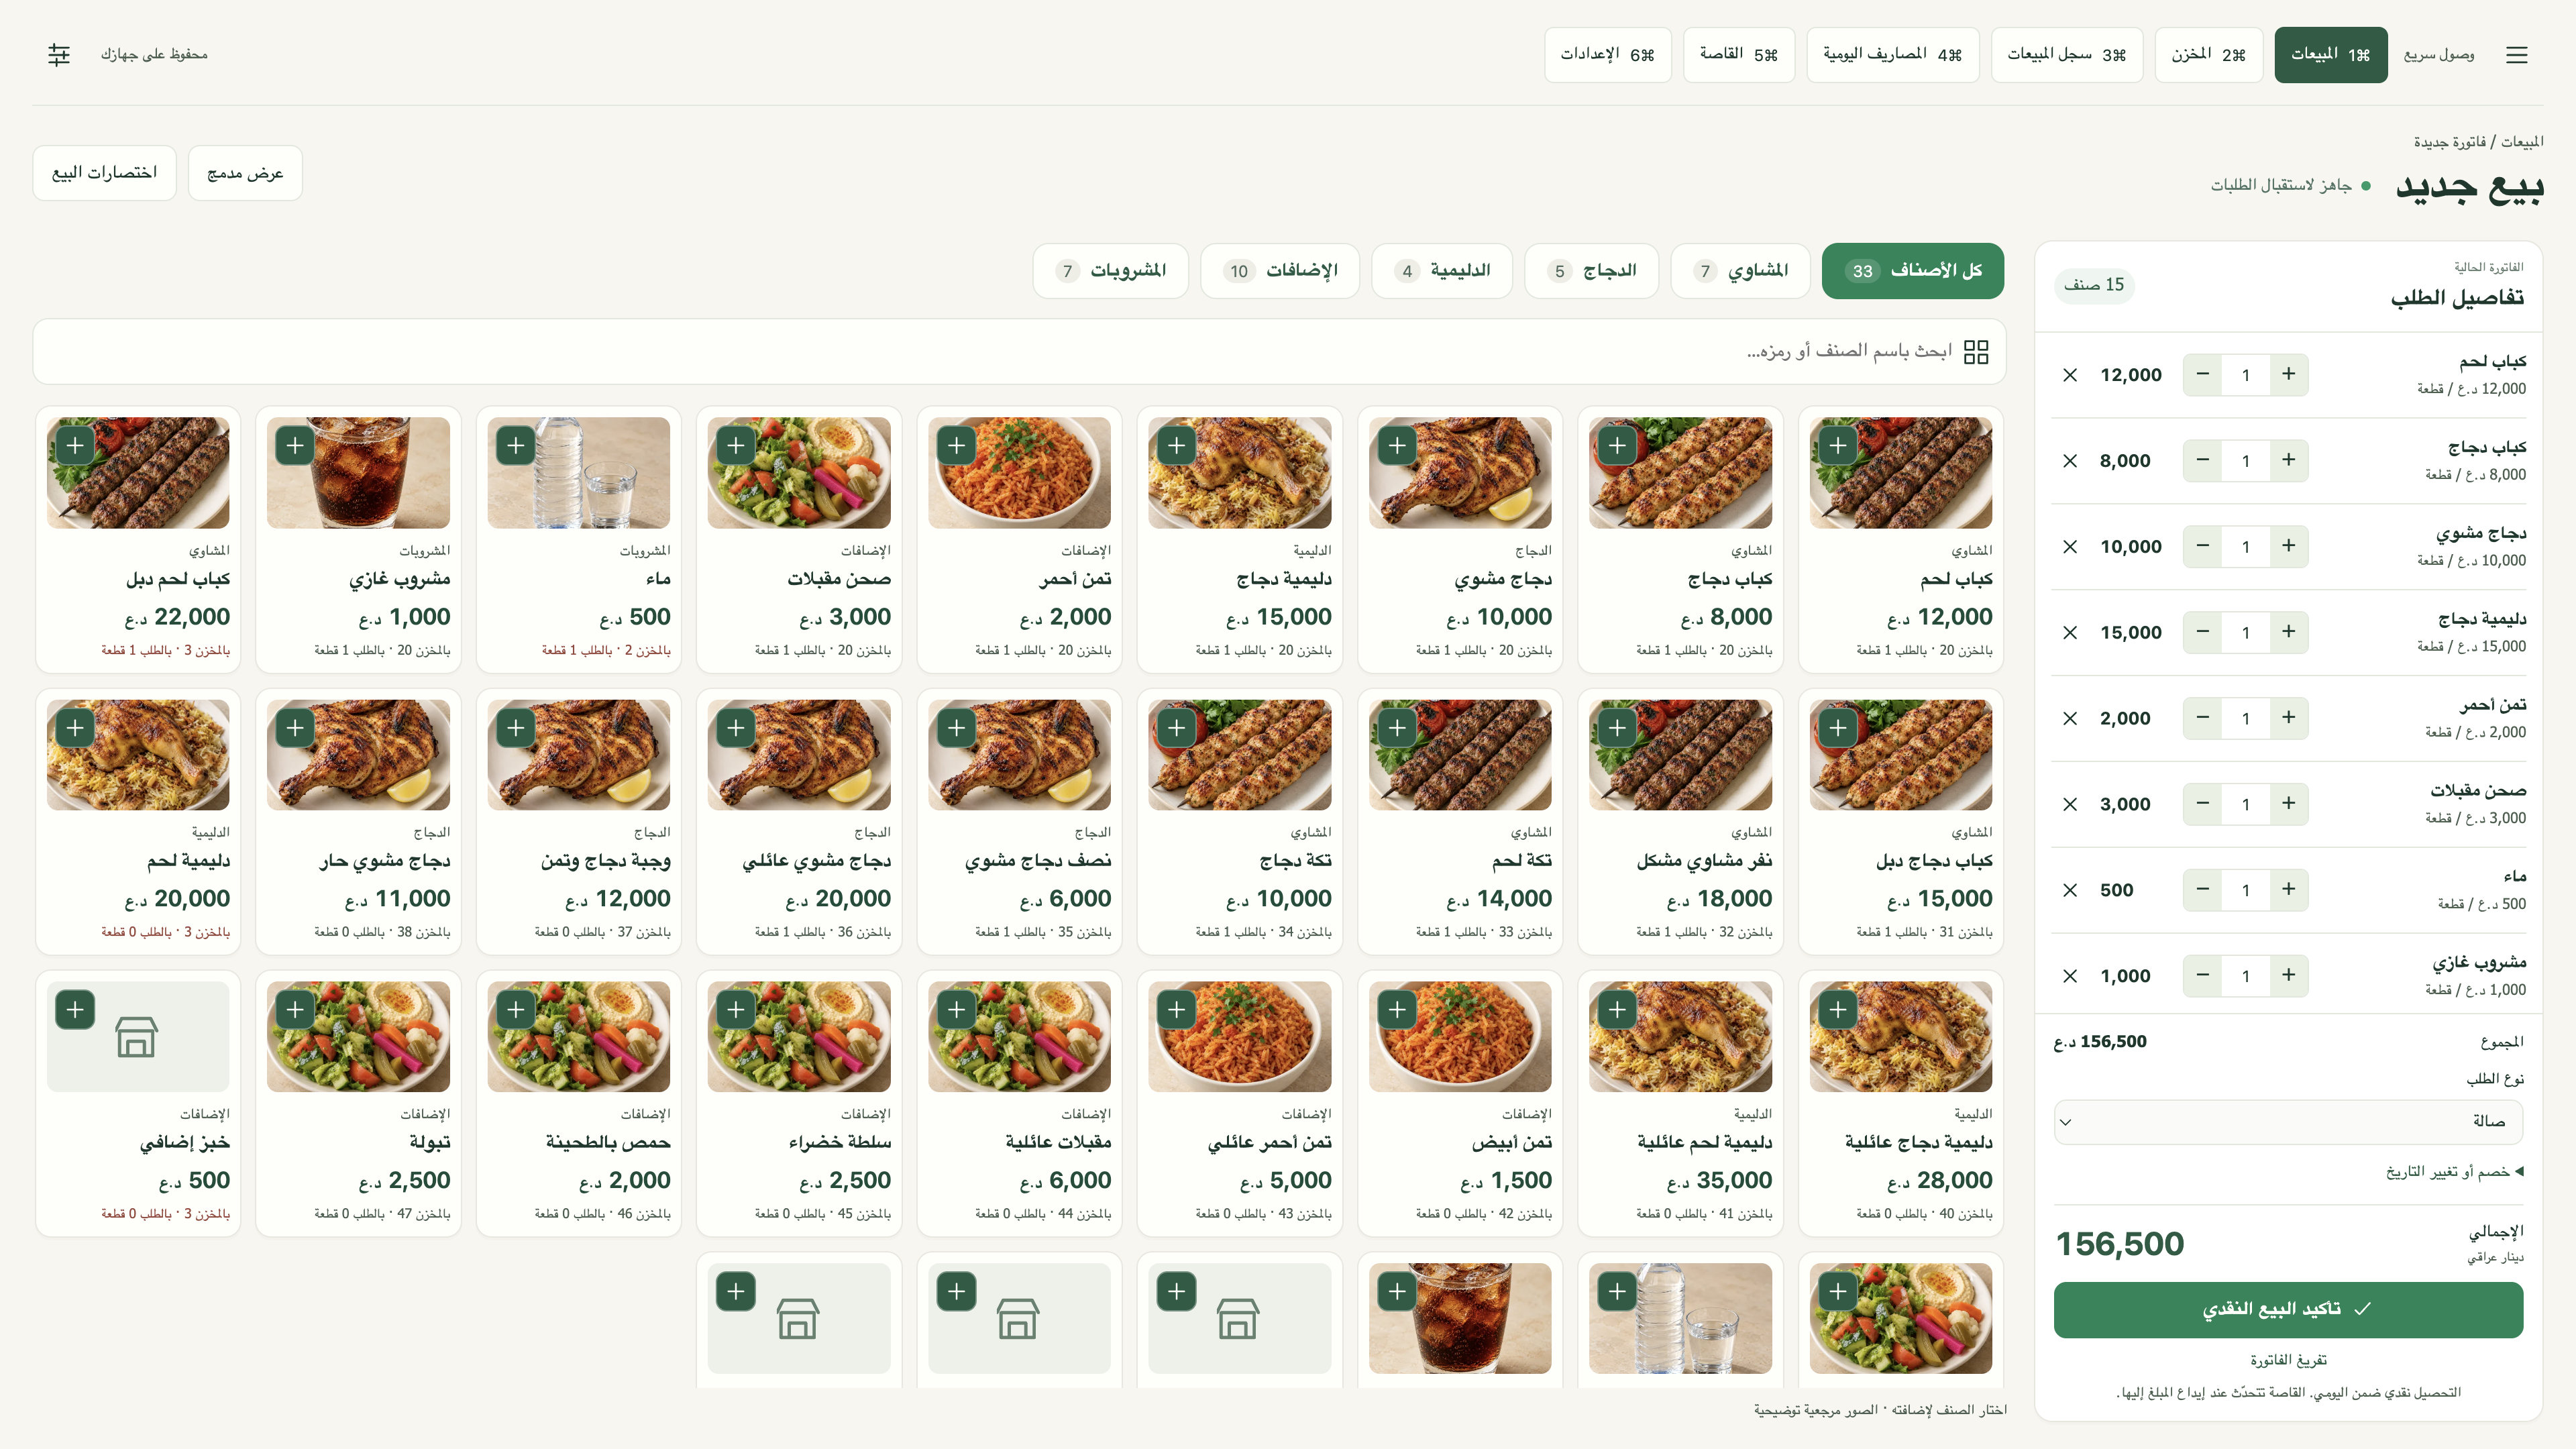 وصول سريع
⌘1 المبيعات
⌘2 المخزن
⌘3 سجل المبيعات
⌘4 المصاريف اليومية
⌘5 القاصة
⌘6 الإعدادات
محفوظ على جهازك
المبيعات / فاتورة جديدة
بيع جديد
جاهز لاستقبال الطلبات
عرض مدمج
اختصارات البيع
الفاتورة الحالية
تفاصيل الطلب
15 صنف
كباب لحم
12,000 د.ع / قطعة
+ 1 −
12,000
كباب دجاج
8,000 د.ع / قطعة
+ 1 −
8,000
دجاج مشوي
10,000 د.ع / قطعة
+ 1 −
10,000
دليمية دجاج
15,000 د.ع / قطعة
+ 1 −
15,000
تمن أحمر
2,000 د.ع / قطعة
+ 1 −
2,000
صحن مقبلات
3,000 د.ع / قطعة
+ 1 −
3,000
ماء
500 د.ع / قطعة
+ 1 −
500
مشروب غازي
1,000 د.ع / قطعة
+ 1 −
1,000
المجموع
156,500 د.ع
نوع الطلب
صالة
خصم أو تغيير التاريخ
الإجمالي
دينار عراقي
156,500
تأكيد البيع النقدي
تفريغ الفاتورة
التحصيل نقدي ضمن اليومي. القاصة تتحدّث عند إيداع المبلغ إليها.
كل الأصناف 33
المشاوي 7
الدجاج 5
الدليمية 4
الإضافات 10
المشروبات 7
ابحث باسم الصنف أو رمزه...
المشاوي
كباب لحم
12,000 د.ع
بالمخزن 20 · بالطلب 1 قطعة
المشاوي
كباب دجاج
8,000 د.ع
بالمخزن 20 · بالطلب 1 قطعة
الدجاج
دجاج مشوي
10,000 د.ع
بالمخزن 20 · بالطلب 1 قطعة
الدليمية
دليمية دجاج
15,000 د.ع
بالمخزن 20 · بالطلب 1 قطعة
الإضافات
تمن أحمر
2,000 د.ع
بالمخزن 20 · بالطلب 1 قطعة
الإضافات
صحن مقبلات
3,000 د.ع
بالمخزن 20 · بالطلب 1 قطعة
المشروبات
ماء
500 د.ع
بالمخزن 2 · بالطلب 1 قطعة
المشروبات
مشروب غازي
1,000 د.ع
بالمخزن 20 · بالطلب 1 قطعة
المشاوي
كباب لحم دبل
22,000 د.ع
بالمخزن 3 · بالطلب 1 قطعة
المشاوي
كباب دجاج دبل
15,000 د.ع
بالمخزن 31 · بالطلب 1 قطعة
المشاوي
نفر مشاوي مشكل
18,000 د.ع
بالمخزن 32 · بالطلب 1 قطعة
المشاوي
تكة لحم
14,000 د.ع
بالمخزن 33 · بالطلب 1 قطعة
المشاوي
تكة دجاج
10,000 د.ع
بالمخزن 34 · بالطلب 1 قطعة
الدجاج
نصف دجاج مشوي
6,000 د.ع
بالمخزن 35 · بالطلب 1 قطعة
الدجاج
دجاج مشوي عائلي
20,000 د.ع
بالمخزن 36 · بالطلب 1 قطعة
الدجاج
وجبة دجاج وتمن
12,000 د.ع
بالمخزن 37 · بالطلب 0 قطعة
الدجاج
دجاج مشوي حار
11,000 د.ع
بالمخزن 38 · بالطلب 0 قطعة
الدليمية
دليمية لحم
20,000 د.ع
بالمخزن 3 · بالطلب 0 قطعة
الدليمية
دليمية دجاج عائلية
28,000 د.ع
بالمخزن 40 · بالطلب 0 قطعة
الدليمية
دليمية لحم عائلية
35,000 د.ع
بالمخزن 41 · بالطلب 0 قطعة
الإضافات
تمن أبيض
1,500 د.ع
بالمخزن 42 · بالطلب 0 قطعة
الإضافات
تمن أحمر عائلي
5,000 د.ع
بالمخزن 43 · بالطلب 0 قطعة
الإضافات
مقبلات عائلية
6,000 د.ع
بالمخزن 44 · بالطلب 0 قطعة
الإضافات
سلطة خضراء
2,500 د.ع
بالمخزن 45 · بالطلب 0 قطعة
الإضافات
حمص بالطحينة
2,000 د.ع
بالمخزن 46 · بالطلب 0 قطعة
الإضافات
تبولة
2,500 د.ع
بالمخزن 47 · بالطلب 0 قطعة
الإضافات
خبز إضافي
500 د.ع
بالمخزن 3 · بالطلب 0 قطعة
اختار الصنف لإضافته · الصور مرجعية توضيحية